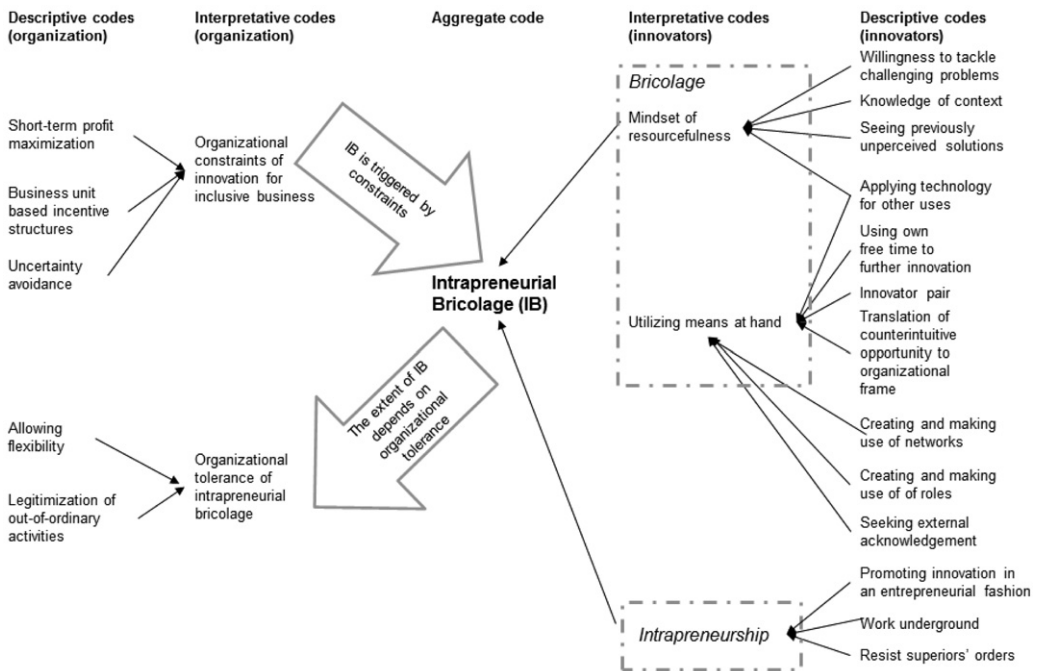 Descriptive codes
(organization)
Interpretative codes
(organization)
Aggregate code
Interpretative codes
(innovators)
Descriptive codes
(innovators)
Short-term profit
maximization
Business unit
based incentive
structures
Uncertainty
avoidance
Organizational
constraints of
innovation for
inclusive business
IB is triggered by
constraints
Intrapreneurial
Bricolage (IB)
The extent of IB
depends on
organizational
tolerance
Allowing
flexibility
Legitimization of
out-of-ordinary
activities
Organizational
tolerance of
intrapreneurial
bricolage
Bricolage
Mindset of
resourcefulness
Utilizing means at hand
Intrapreneurship
Willingness to tackle
challenging problems
Knowledge of context
Seeing previously
unperceived solutions
Applying technology
for other uses
Using own
free time to
further innovation
Innovator pair
Translation of
counterintuitive
opportunity to
organizational
frame
Creating and making
use of networks
Creating and making
use of of roles
Seeking external
acknowledgement
Promoting innovation in
an entrepreneurial fashion
Work underground
Resist superiors' orders